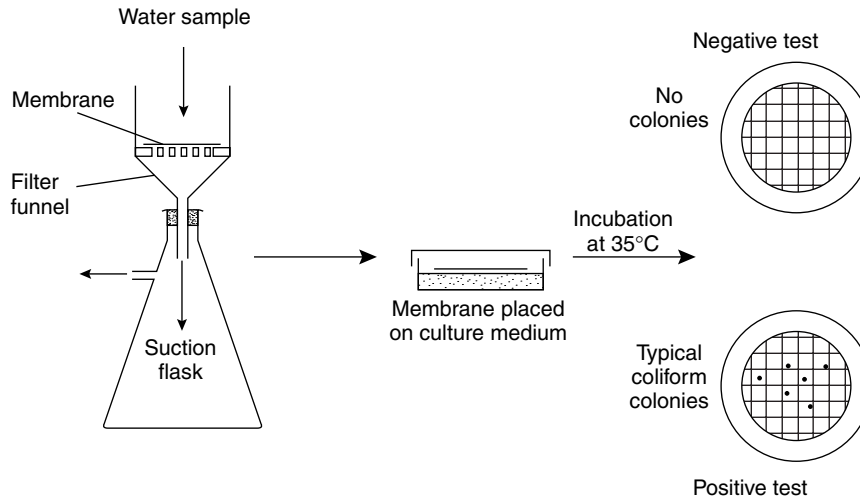 Water sample
Membrane
Filter
funnel
Suction
flask
Membrane placed
on culture medium
Incubation
at 35°C
Negative test
No
colonies
Typical
coliform
colonies
Positive test